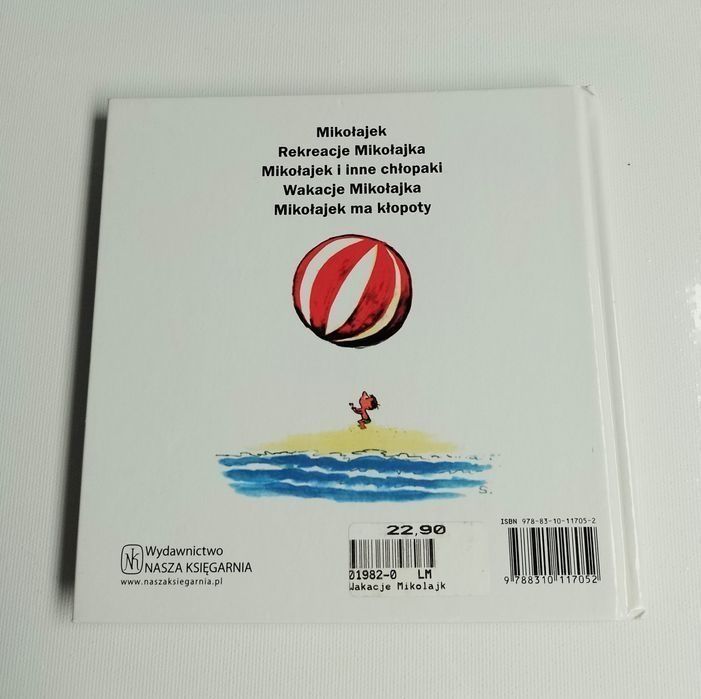 Mikołajek
Rekreacje Mikołajka
Mikołajek i inne chłopaki
Wakacje Mikołajka
Mikołajek ma kłopoty
S.
NK
Wydawnictwo
NASZA KSIĘGARNIA
www.naszaksiegarnia.pl
22,90
01982-0 LM
Wakacje Mikolajk
ISBN 978-83-10-11705-2
9 788310 117052